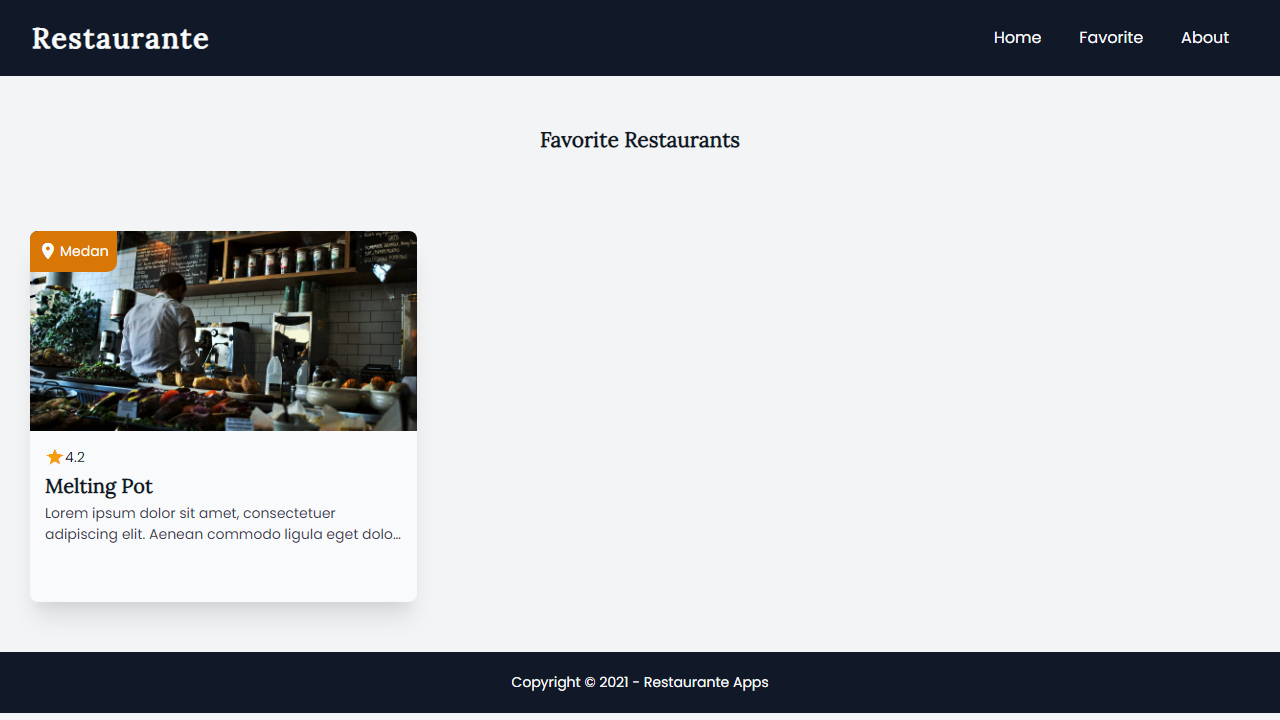 Restaurante
Home Favorite About
Favorite Restaurants
Medan
4.2
Melting Pot
Lorem ipsum dolor sit amet, consectetuer
adipiscing elit. Aenean commodo ligula eget dolo...
Copyright © 2021 - Restaurante Apps